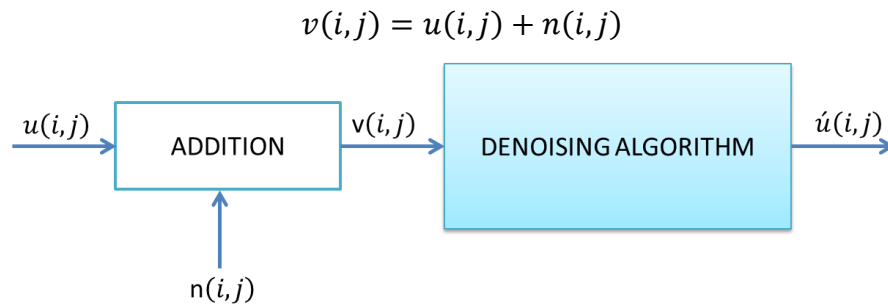 v(i,j) = u(i,j) + n(i,j)
u(i,j)
ADDITION
v(i,j)
DENOISING ALGORITHM
ú(i,j)
n(i,j)